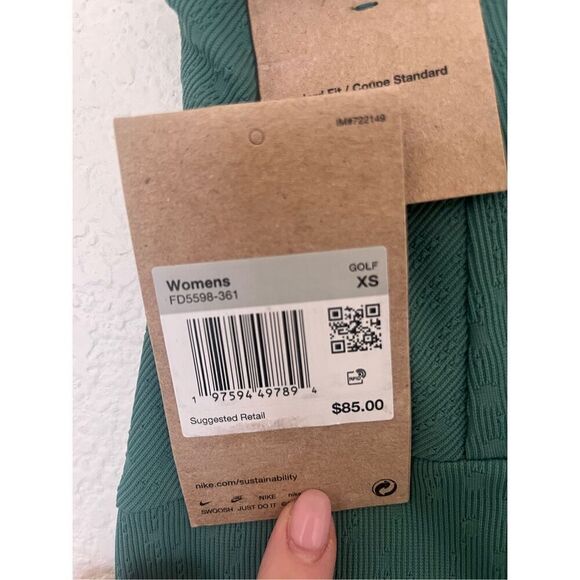 Standard Fit / Coupe Standard
IM#722149
Womens
GOLF
FD5598-361
XS
1 97594 49789 4
Suggested Retail
$85.00
nike.com/sustainability
NIKE
SWOOSH JUST DO IT